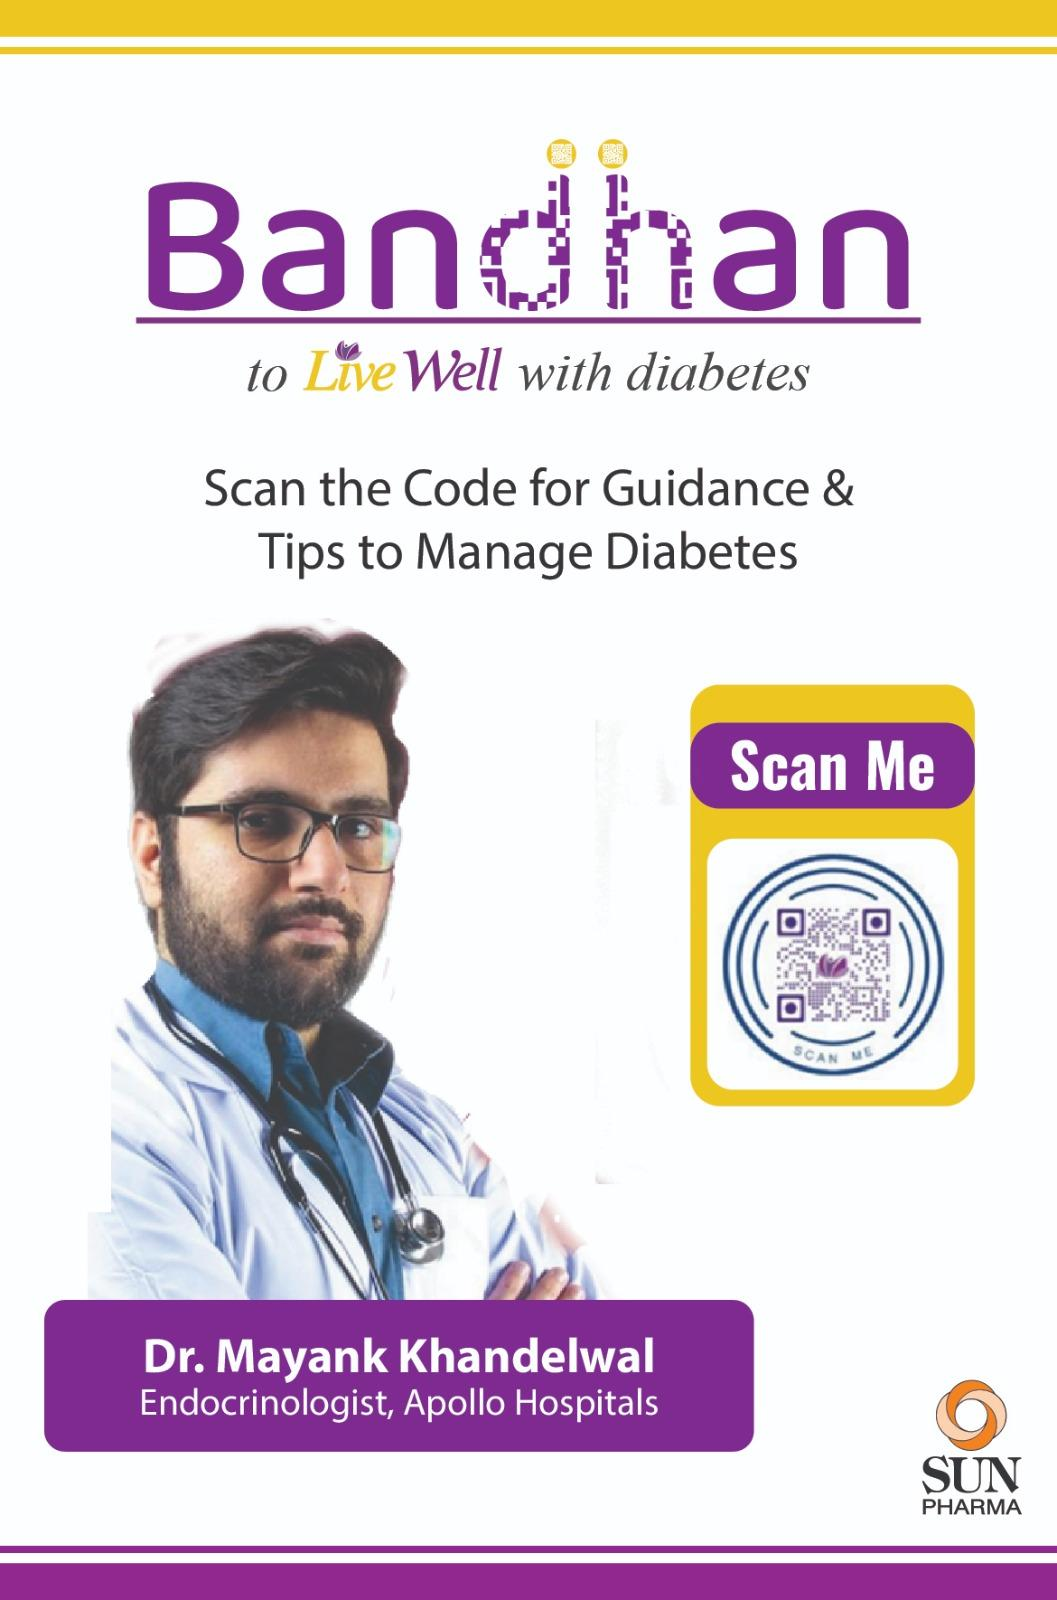 Bandhan
to Live Well with diabetes
Scan the Code for Guidance &
Tips to Manage Diabetes
Scan Me
SCAN ME
Dr. Mayank Khandelwal
Endocrinologist, Apollo Hospitals
SUN
PHARMA